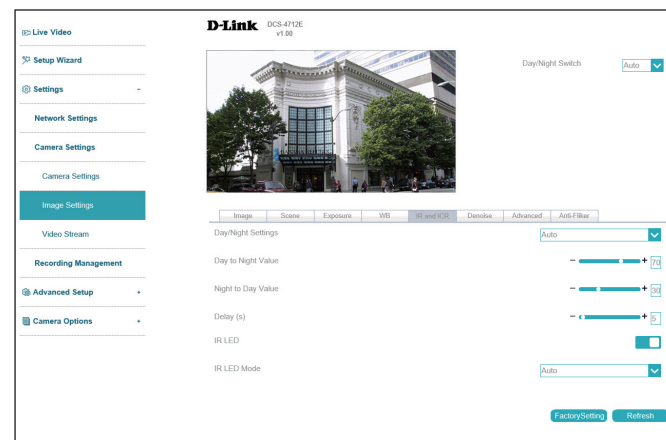 D-Link DCS-4712E
v1.00
Live Video
Setup Wizard
Settings -
Network Settings
Camera Settings
Camera Settings
Image Settings
Video Stream
Recording Management
Advanced Setup +
Camera Options +
Day/Night Switch Auto
Image Scene Exposure WB IR and ICR Denoise Advanced Anti-Fliker
Day/Night Settings Auto
Day to Night Value - + 70
Night to Day Value - + 30
Delay (s) - + 5
IR LED
IR LED Mode Auto
FactorySetting Refresh